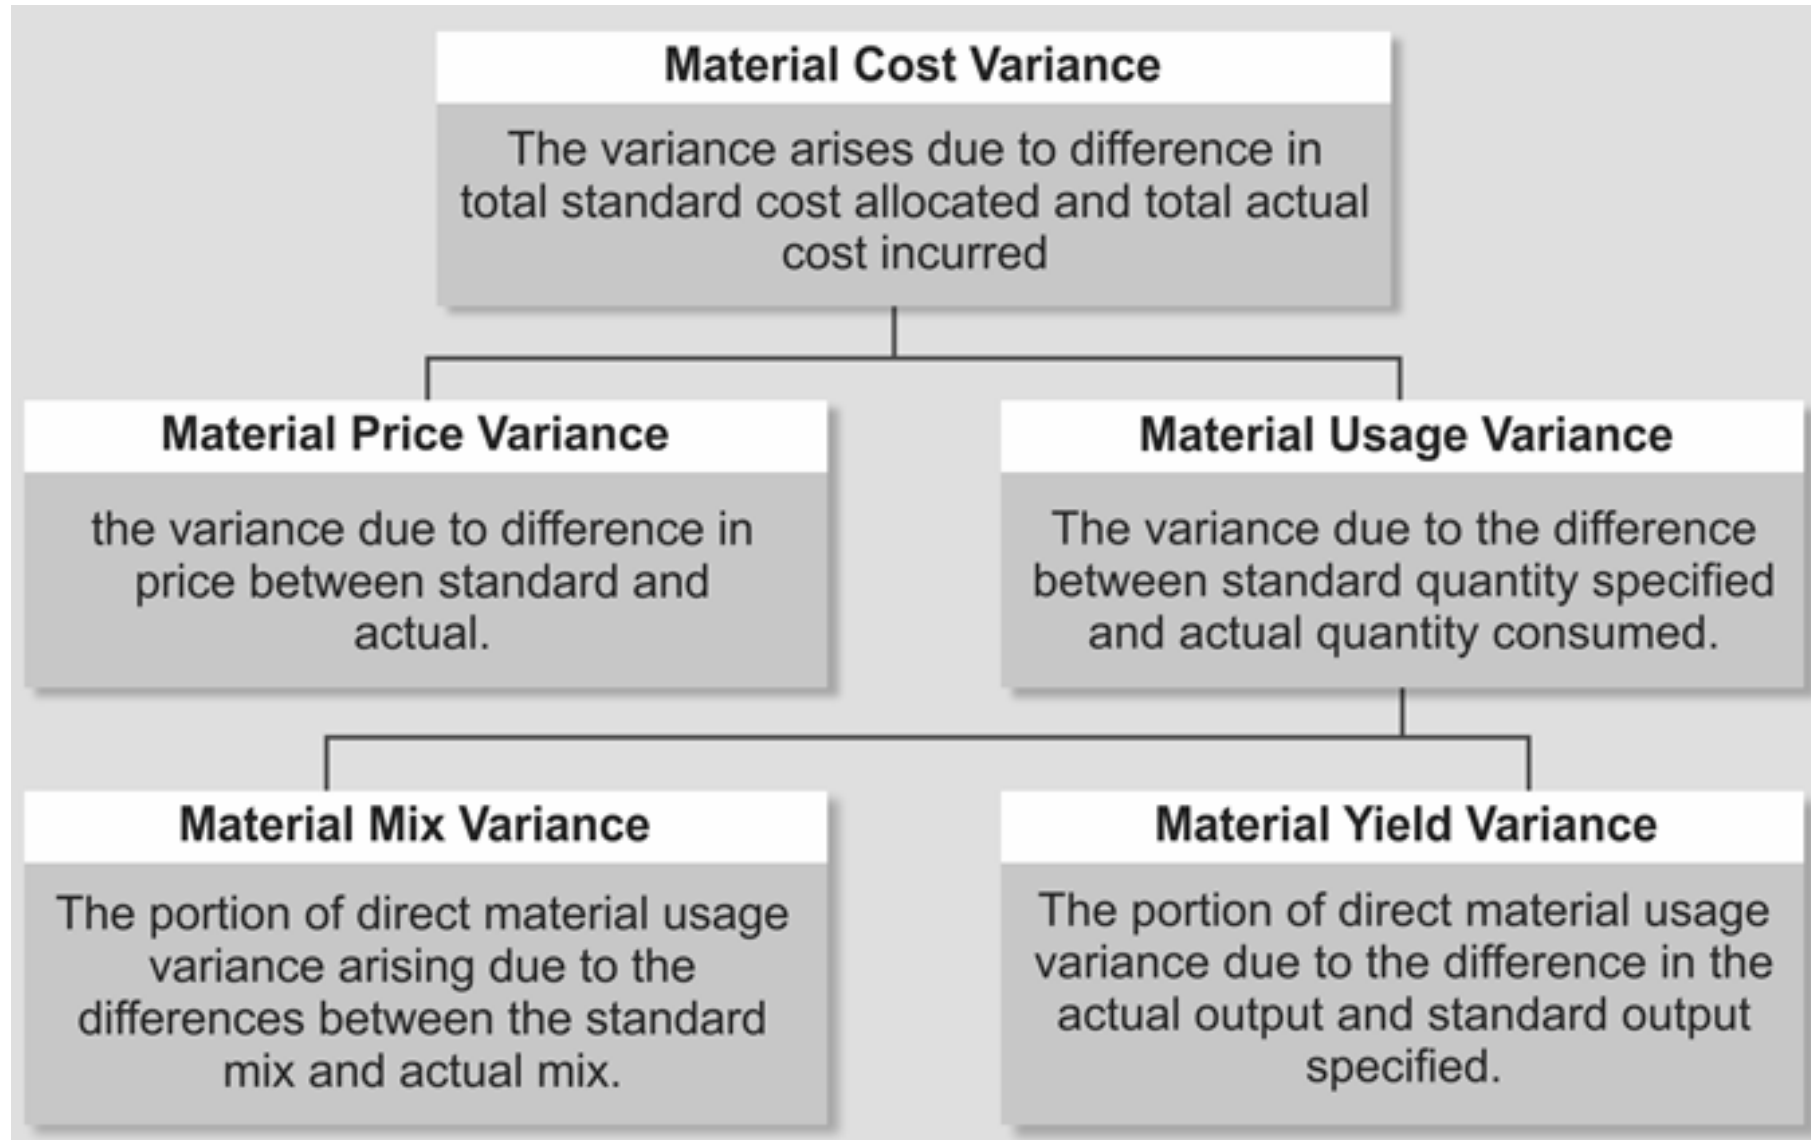 Material Cost Variance
The variance arises due to difference in
total standard cost allocated and total actual
cost incurred
Material Price Variance
the variance due to difference in
price between standard and
actual.
Material Usage Variance
The variance due to the difference
between standard quantity specified
and actual quantity consumed.
Material Mix Variance
The portion of direct material usage
variance arising due to the
differences between the standard
mix and actual mix.
Material Yield Variance
The portion of direct material usage
variance due to the difference in the
actual output and standard output
specified.